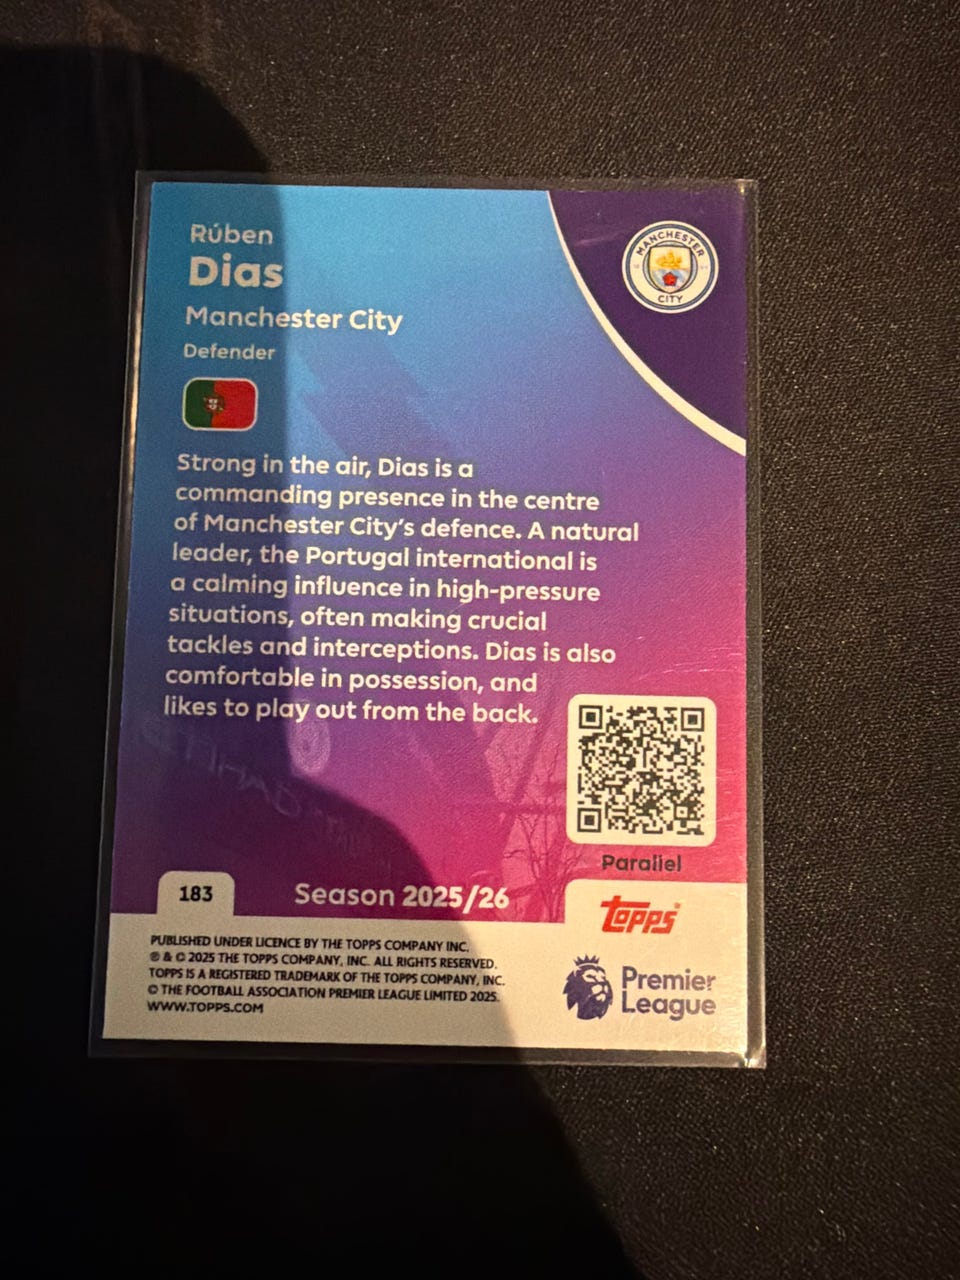 Rúben
Dias
Manchester City
Defender
MANCHESTER
CITY
Strong in the air, Dias is a
commanding presence in the centre
of Manchester City's defence. A natural
leader, the Portugal international is
a calming influence in high-pressure
situations, often making crucial
tackles and interceptions. Dias is also
comfortable in possession, and
likes to play out from the back.
Parallel
183
Season 2025/26
Topps®
PUBLISHED UNDER LICENCE BY THE TOPPS COMPANY INC.
® & © 2025 THE TOPPS COMPANY, INC. ALL RIGHTS RESERVED.
TOPPS IS A REGISTERED TRADEMARK OF THE TOPPS COMPANY, INC.
© THE FOOTBALL ASSOCIATION PREMIER LEAGUE LIMITED 2025.
WWW.TOPPS.COM
Premier
League